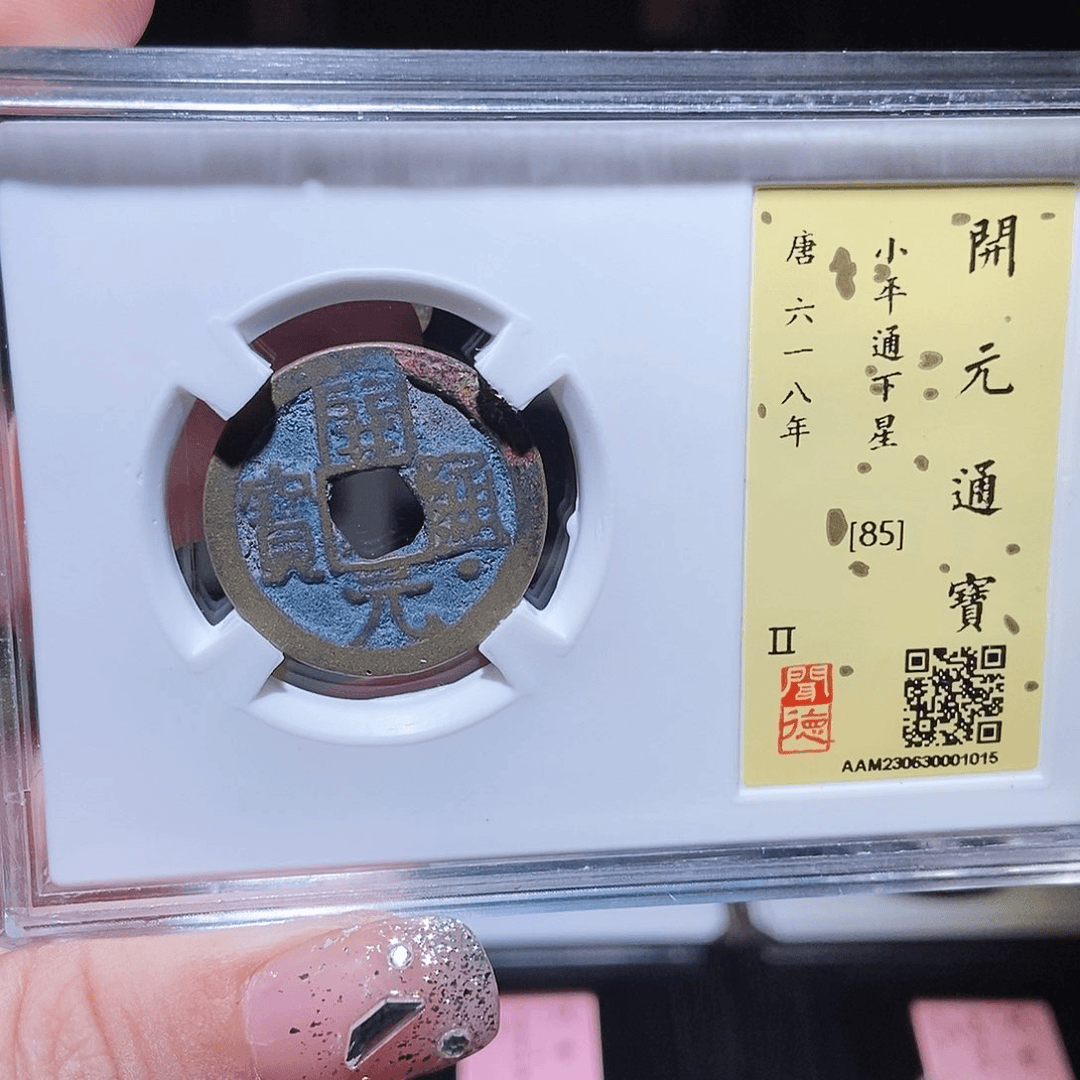 開元通寶
小平通下星
[85]
唐 六一八年
II
聞德
AAM230630001015
開元通寳